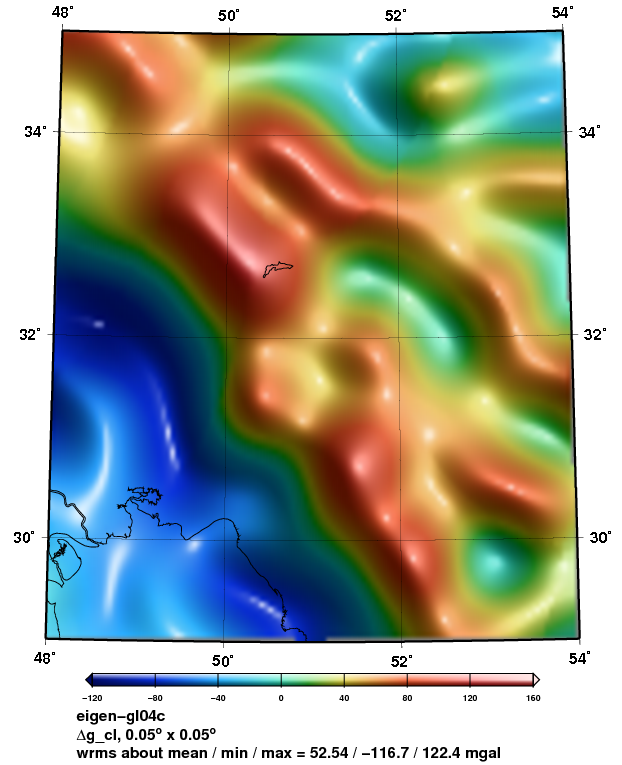 48˚ 50˚ 52˚ 54˚
34˚ 34˚
32˚ 32˚
30˚ 30˚
48˚ 50˚ 52˚ 54˚
−120 −80 −40 0 40 80 120 160
eigen−gl04c
Δg_cl, 0.05º x 0.05º
wrms about mean / min / max = 52.54 / −116.7 / 122.4 mgal